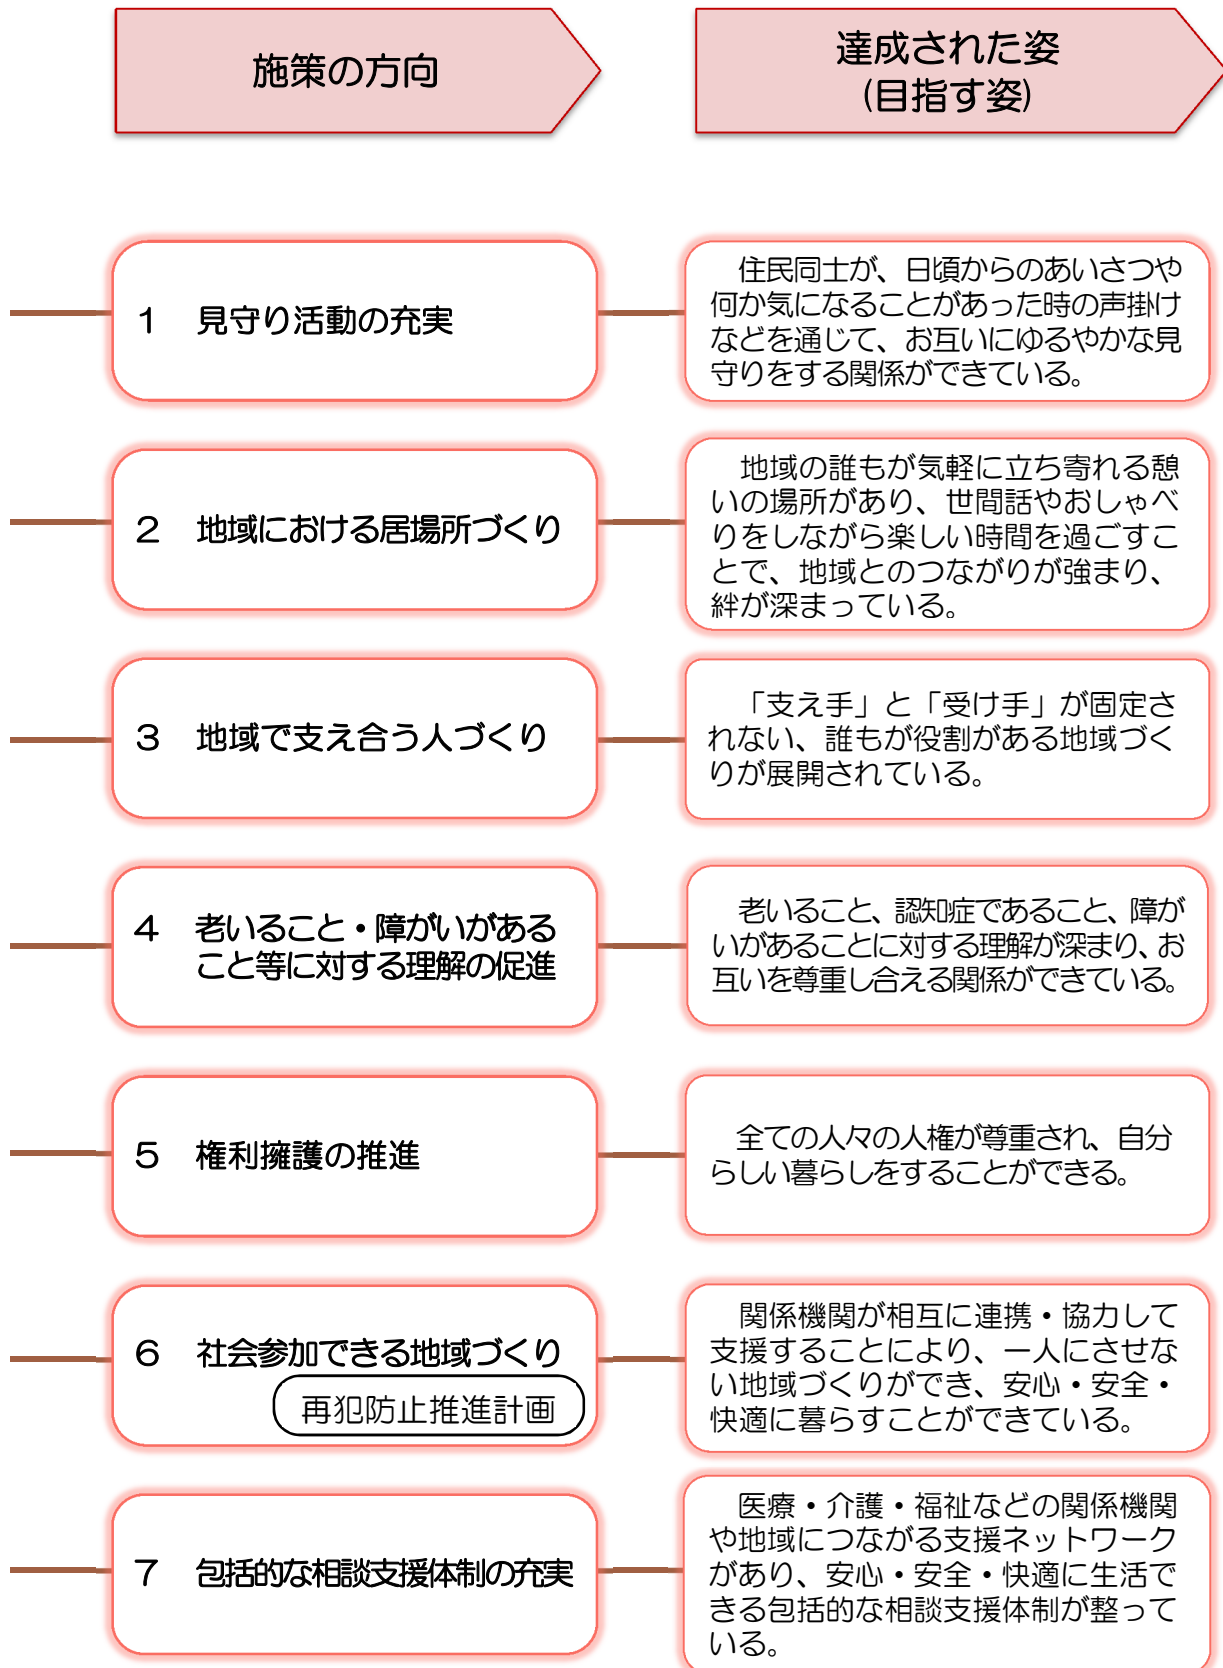 施策の方向
達成された姿
(目指す姿)
1 見守り活動の充実
住民同士が、日頃からのあいさつや
何か気になることがあった時の声掛け
などを通じて、お互いにゆるやかな見
守りをする関係ができている。
2 地域における居場所づくり
地域の誰もが気軽に立ち寄れる憩
いの場所があり、世間話やおしゃべ
りをしながら楽しい時間を過ごすこ
とで、地域とのつながりが強まり、
絆が深まっている。
3 地域で支え合う人づくり
「支え手」と「受け手」が固定さ
れない、誰もが役割がある地域づく
りが展開されている。
4 老いること・障がいがある
こと等に対する理解の促進
老いること、認知症であること、障が
いがあることに対する理解が深まり、お
互いを尊重し合える関係ができている。
5 権利擁護の推進
全ての人々の人権が尊重され、自分
らしい暮らしをすることができる。
6 社会参加できる地域づくり
再犯防止推進計画
関係機関が相互に連携・協力して
支援することにより、一人にさせな
い地域づくりができ、安心・安全・
快適に暮らすことができている。
7 包括的な相談支援体制の充実
医療・介護・福祉などの関係機関
や地域につながる支援ネットワーク
があり、安心・安全・快適に生活で
きる包括的な相談支援体制が整って
いる。